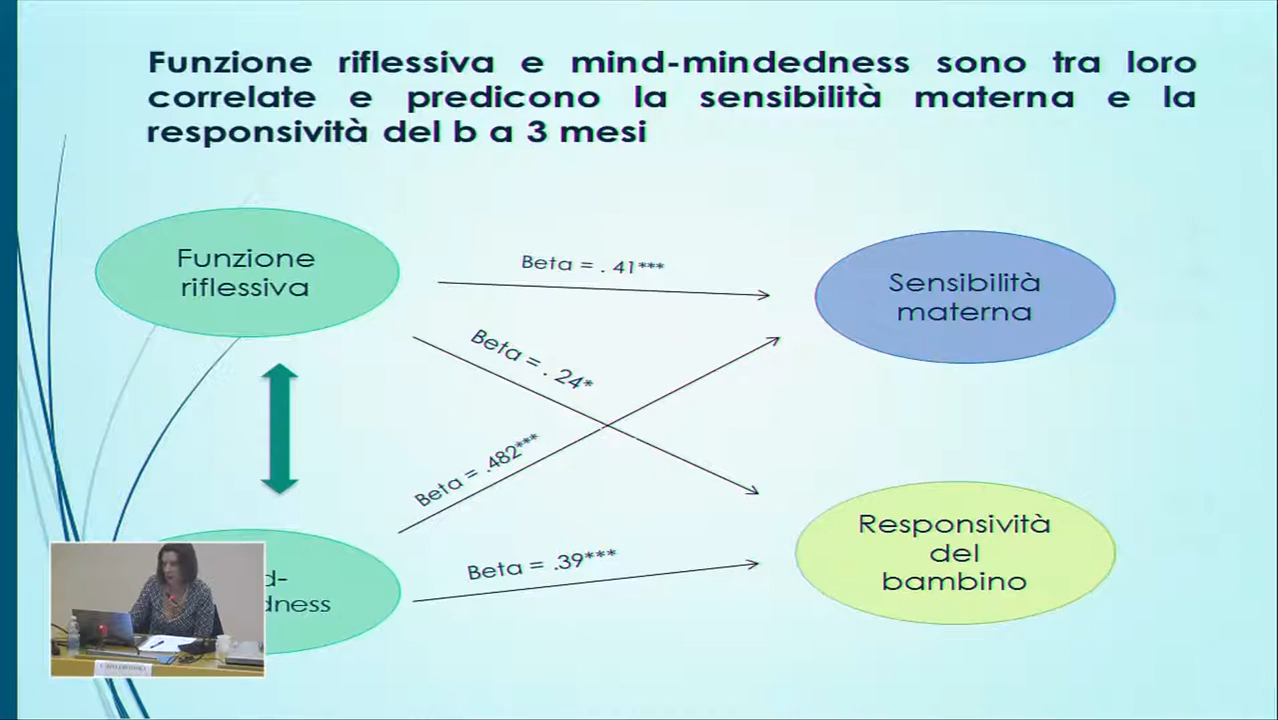 Funzione riflessiva e mind-mindedness sono tra loro
correlate e predicono la sensibilità materna e la
responsività del b a 3 mesi
Funzione
riflessiva
Beta = . 41***
Sensibilità
materna
Beta = . 24*
Beta = .482***
Beta = .39***
Responsività
del
bambino
d-
dness